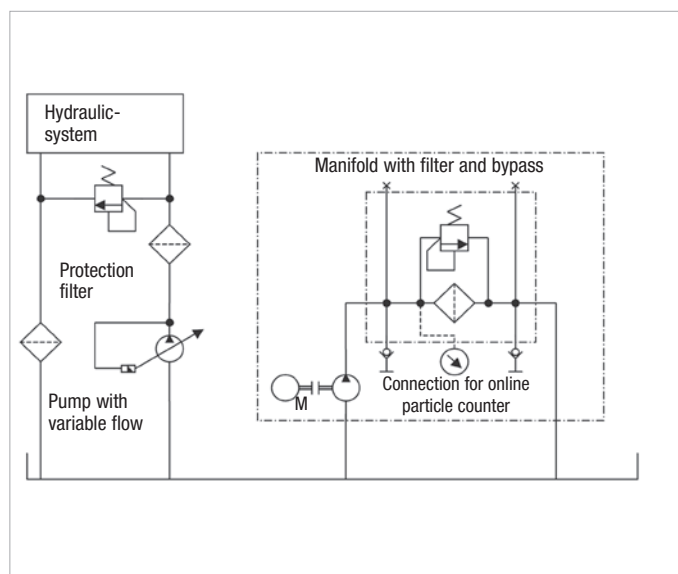 Hydraulic-
system
Manifold with filter and bypass
Protection
filter
Pump with
variable flow
M
Connection for online
particle counter